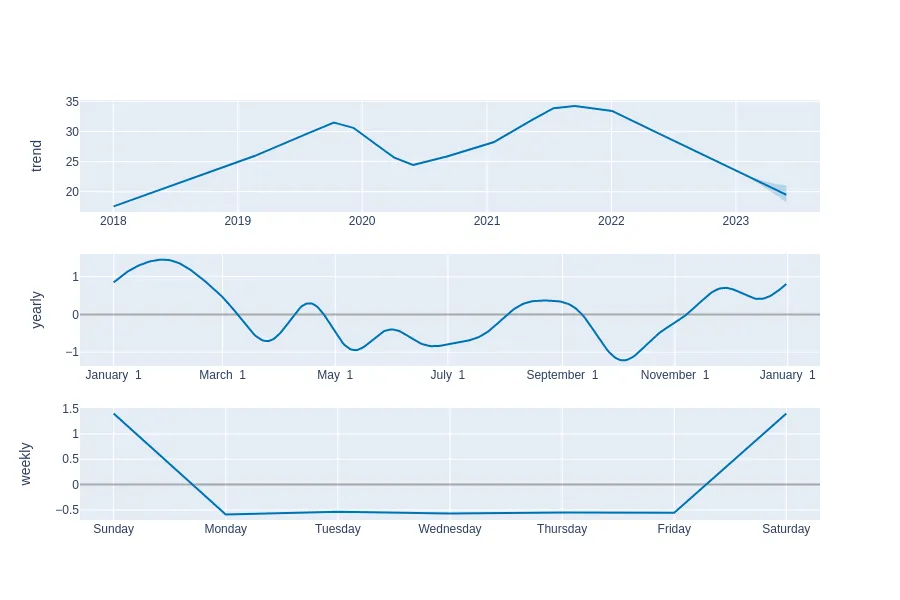 trend
35
30
25
20
2018 2019 2020 2021 2022 2023
yearly
1
0
−1
January 1 March 1 May 1 July 1 September 1 November 1 January 1
weekly
1.5
1
0.5
0
−0.5
Sunday Monday Tuesday Wednesday Thursday Friday Saturday